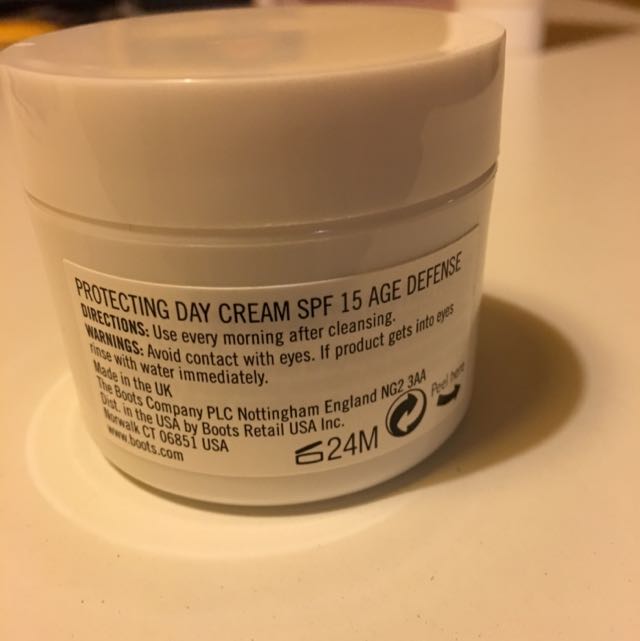 PROTECTING DAY CREAM SPF 15 AGE DEFENSE
DIRECTIONS: Use every morning after cleansing.
WARNINGS: Avoid contact with eyes. If product gets into eyes
rinse with water immediately.
Made in the UK
The Boots Company PLC Nottingham England NG2 3AA
Dist. in the USA by Boots Retail USA Inc.
Norwalk CT 06851 USA
www.boots.com
24M
Peel here